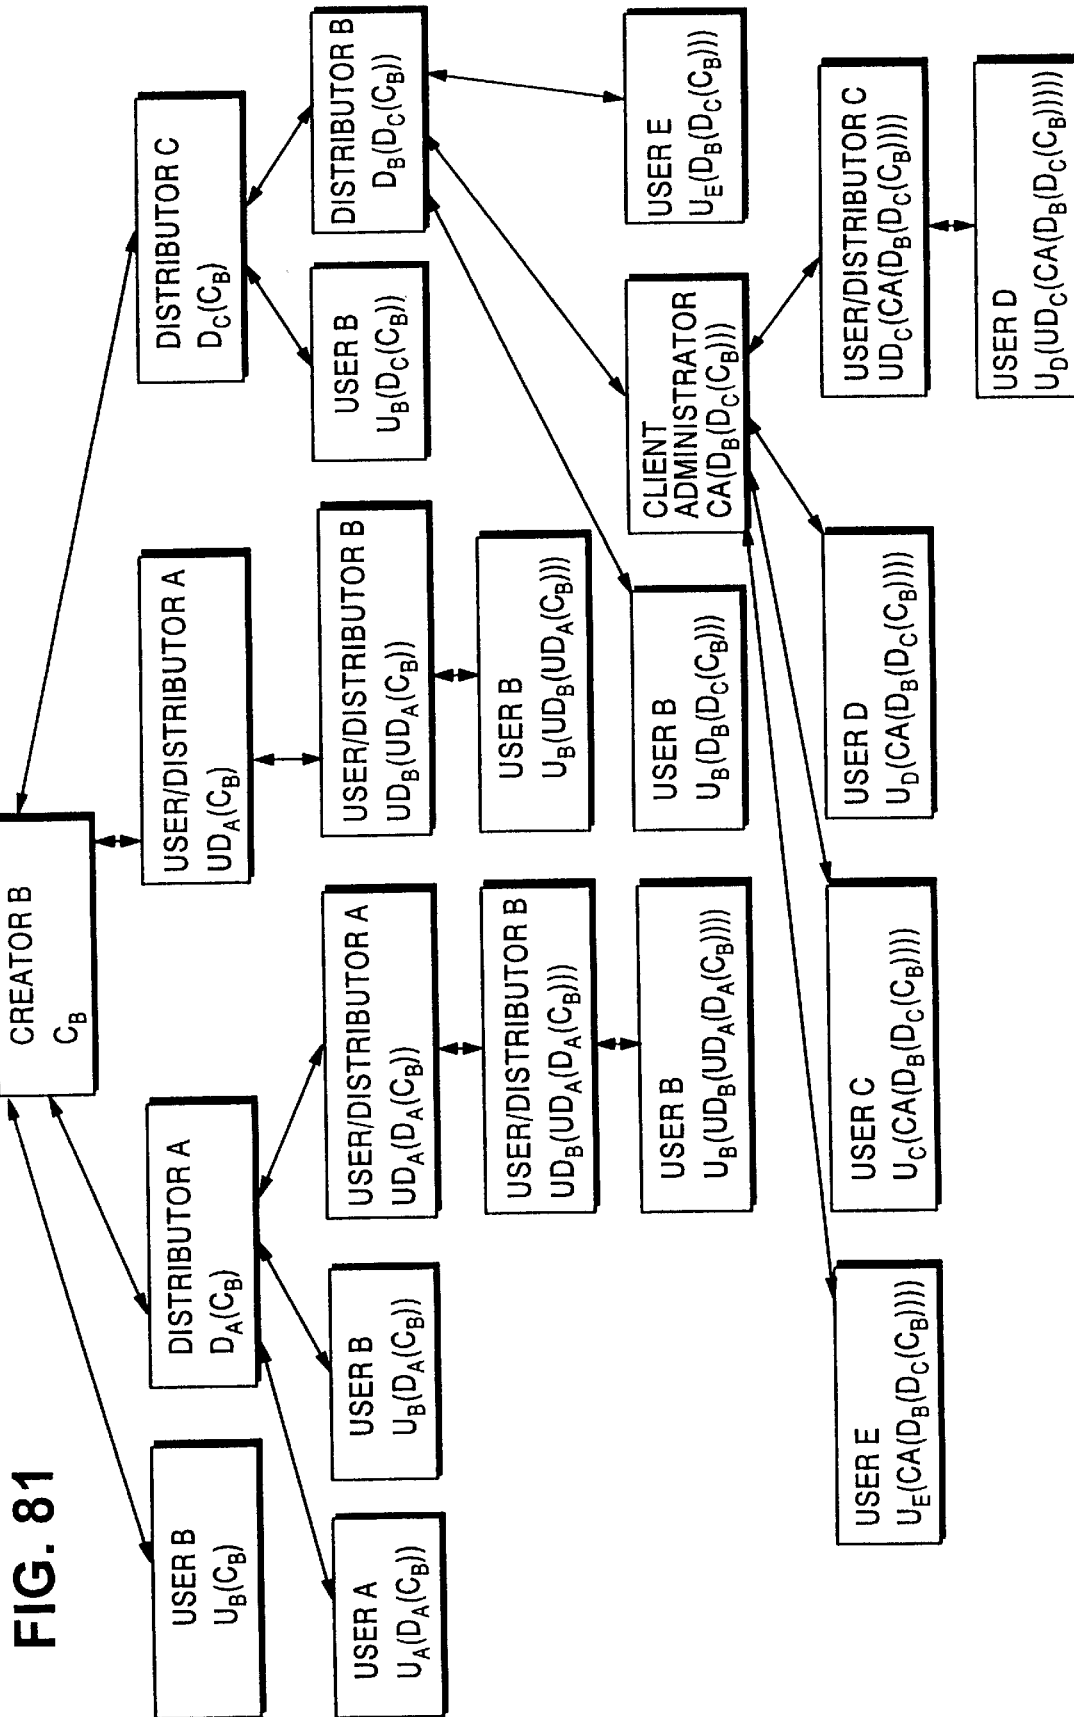 FIG. 81
CREATOR B
C_B
USER B
U_B(C_B)
DISTRIBUTOR A
D_A(C_B)
USER/DISTRIBUTOR A
UD_A(C_B)
DISTRIBUTOR C
D_C(C_B)
USER A
U_A(D_A(C_B))
USER B
U_B(D_A(C_B))
USER/DISTRIBUTOR A
UD_A(D_A(C_B))
USER/DISTRIBUTOR B
UD_B(UD_A(C_B))
USER B
U_B(D_C(C_B))
DISTRIBUTOR B
D_B(D_C(C_B))
USER/DISTRIBUTOR B
UD_B(UD_A(D_A(C_B)))
USER B
U_B(UD_B(UD_A(C_B)))
USER B
U_B(UD_B(UD_A(D_A(C_B))))
USER B
U_B(D_B(D_C(C_B)))
CLIENT
ADMINISTRATOR
CA(D_B(D_C(C_B)))
USER E
U_E(D_B(D_C(C_B)))
USER E
U_E(CA(D_B(D_C(C_B))))
USER C
U_C(CA(D_B(D_C(C_B))))
USER D
U_D(CA(D_B(D_C(C_B))))
USER/DISTRIBUTOR C
UD_C(CA(D_B(D_C(C_B))))
USER D
U_D(UD_C(CA(D_B(D_C(C_B)))))